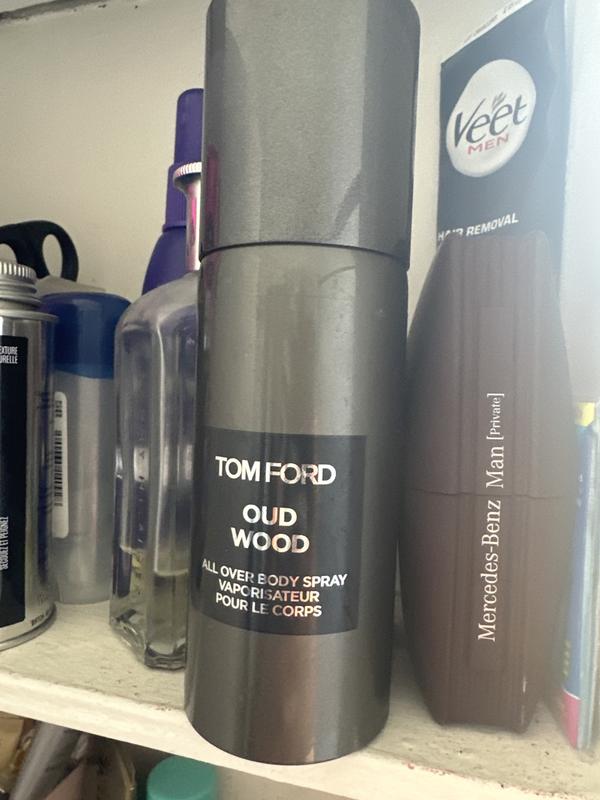 TOM FORD
OUD
WOOD
ALL OVER BODY SPRAY
VAPORISATEUR
POUR LE CORPS
Veet
MEN
HAIR REMOVAL
Mercedes-Benz Man [Private]